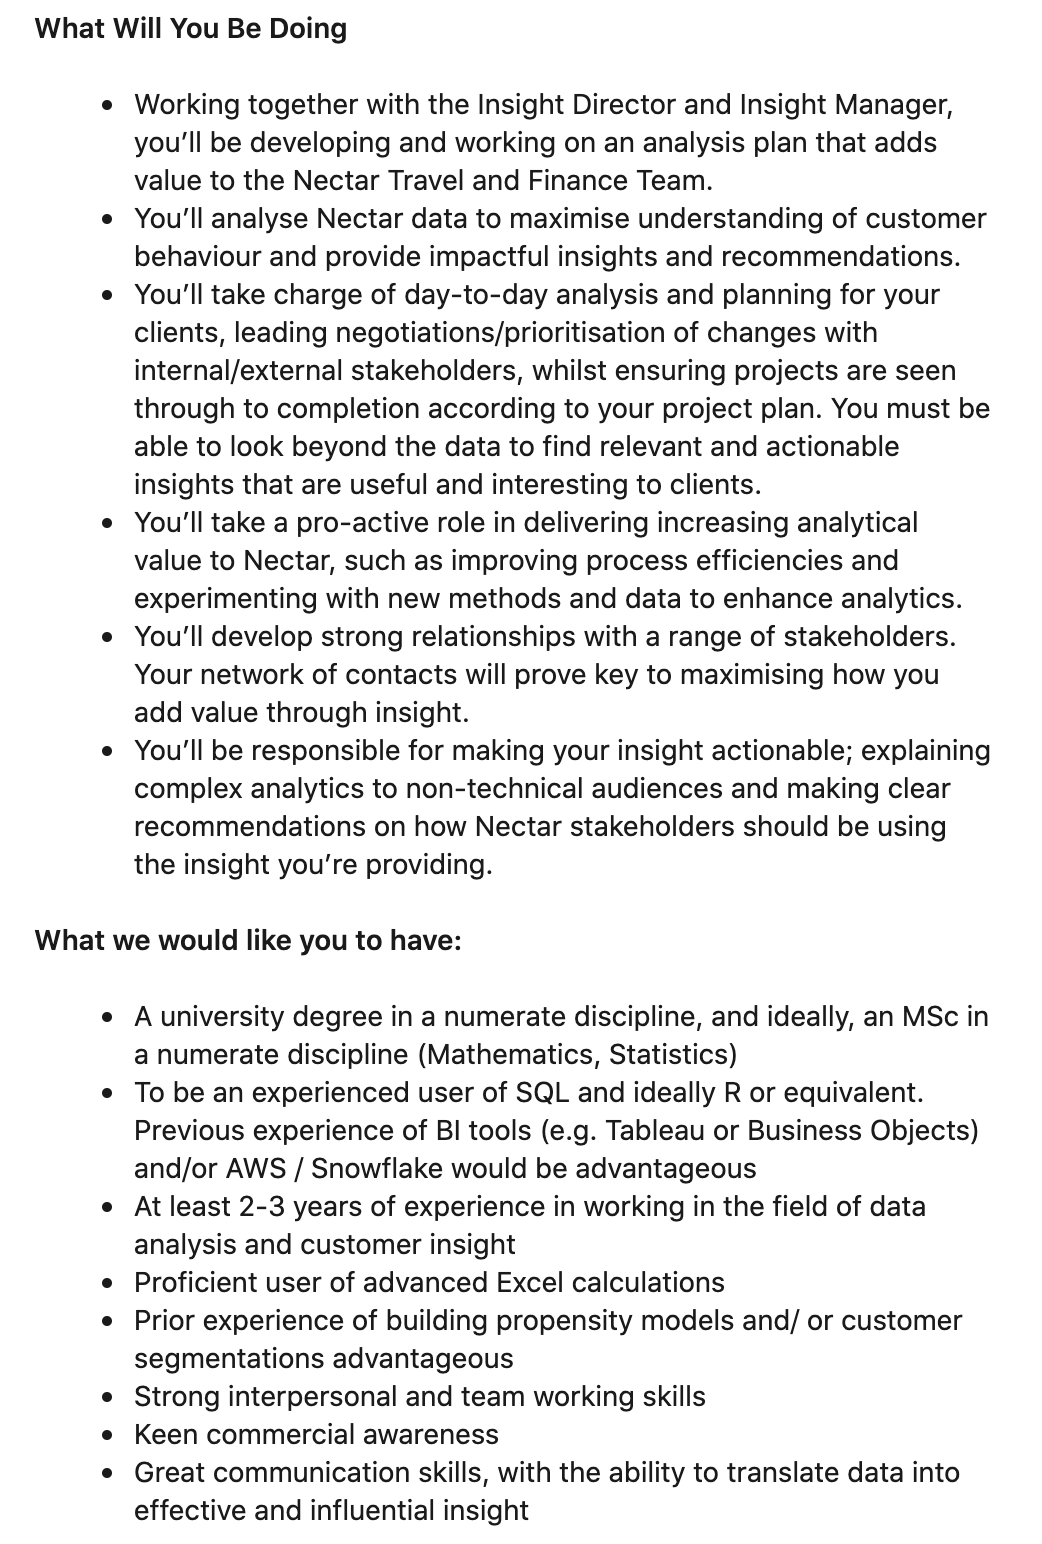 What Will You Be Doing
• Working together with the Insight Director and Insight Manager,
you’ll be developing and working on an analysis plan that adds
value to the Nectar Travel and Finance Team.
• You’ll analyse Nectar data to maximise understanding of customer
behaviour and provide impactful insights and recommendations.
• You’ll take charge of day-to-day analysis and planning for your
clients, leading negotiations/prioritisation of changes with
internal/external stakeholders, whilst ensuring projects are seen
through to completion according to your project plan. You must be
able to look beyond the data to find relevant and actionable
insights that are useful and interesting to clients.
• You’ll take a pro-active role in delivering increasing analytical
value to Nectar, such as improving process efficiencies and
experimenting with new methods and data to enhance analytics.
• You’ll develop strong relationships with a range of stakeholders.
Your network of contacts will prove key to maximising how you
add value through insight.
• You’ll be responsible for making your insight actionable; explaining
complex analytics to non-technical audiences and making clear
recommendations on how Nectar stakeholders should be using
the insight you’re providing.
What we would like you to have:
• A university degree in a numerate discipline, and ideally, an MSc in
a numerate discipline (Mathematics, Statistics)
• To be an experienced user of SQL and ideally R or equivalent.
Previous experience of BI tools (e.g. Tableau or Business Objects)
and/or AWS / Snowflake would be advantageous
• At least 2-3 years of experience in working in the field of data
analysis and customer insight
• Proficient user of advanced Excel calculations
• Prior experience of building propensity models and/ or customer
segmentations advantageous
• Strong interpersonal and team working skills
• Keen commercial awareness
• Great communication skills, with the ability to translate data into
effective and influential insight